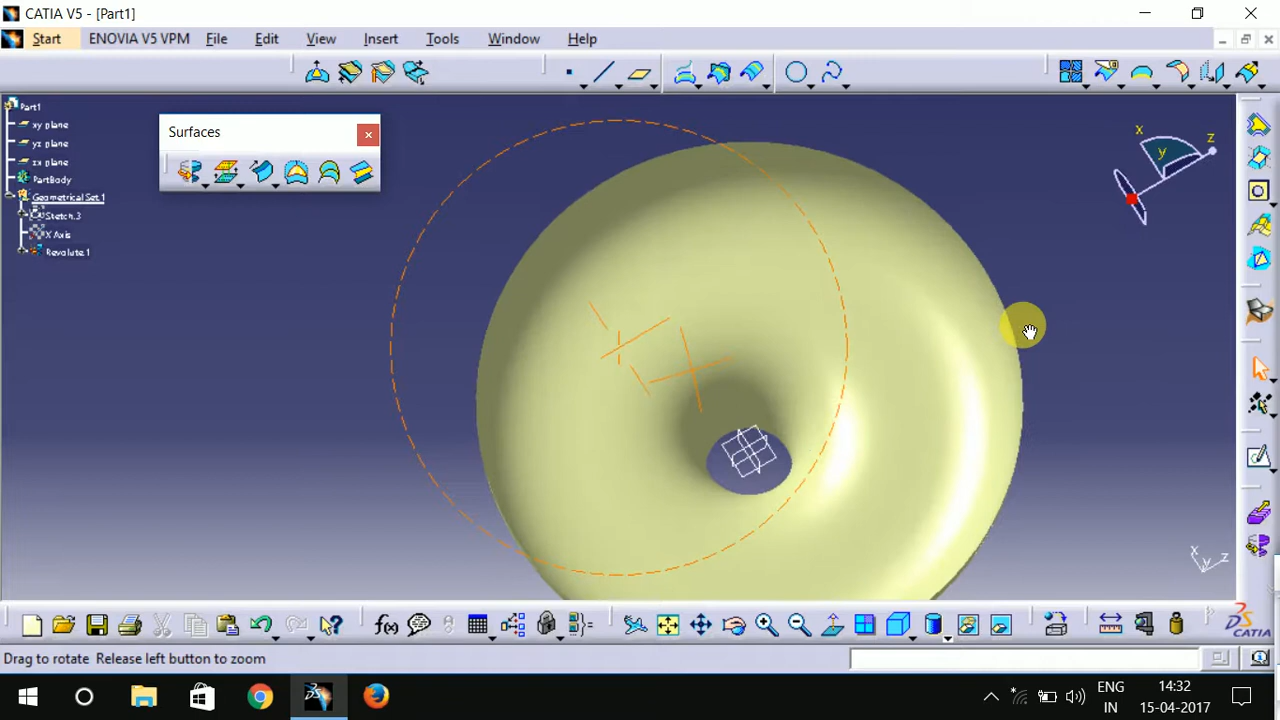 CATIA V5 - [Part1]
Start ENOVIA V5 VPM File Edit View Insert Tools Window Help
Part1
xy plane
yz plane
zx plane
PartBody
Geometrical Set.1
Sketch.3
X Axis
Revolute.1
Surfaces
x
y
z
x
y
z
f(x)
CATIA
Drag to rotate Release left button to zoom
ENG
IN
14:32
15-04-2017